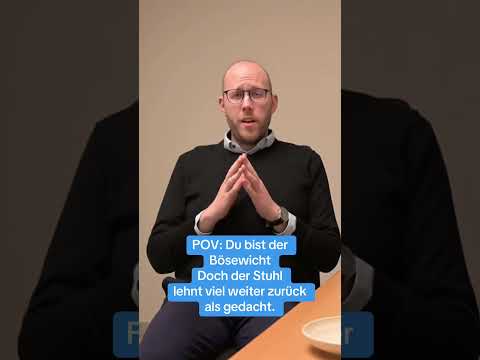 POV: Du bist der
Bösewicht
Doch der Stuhl
lehnt viel weiter zurück
als gedacht.